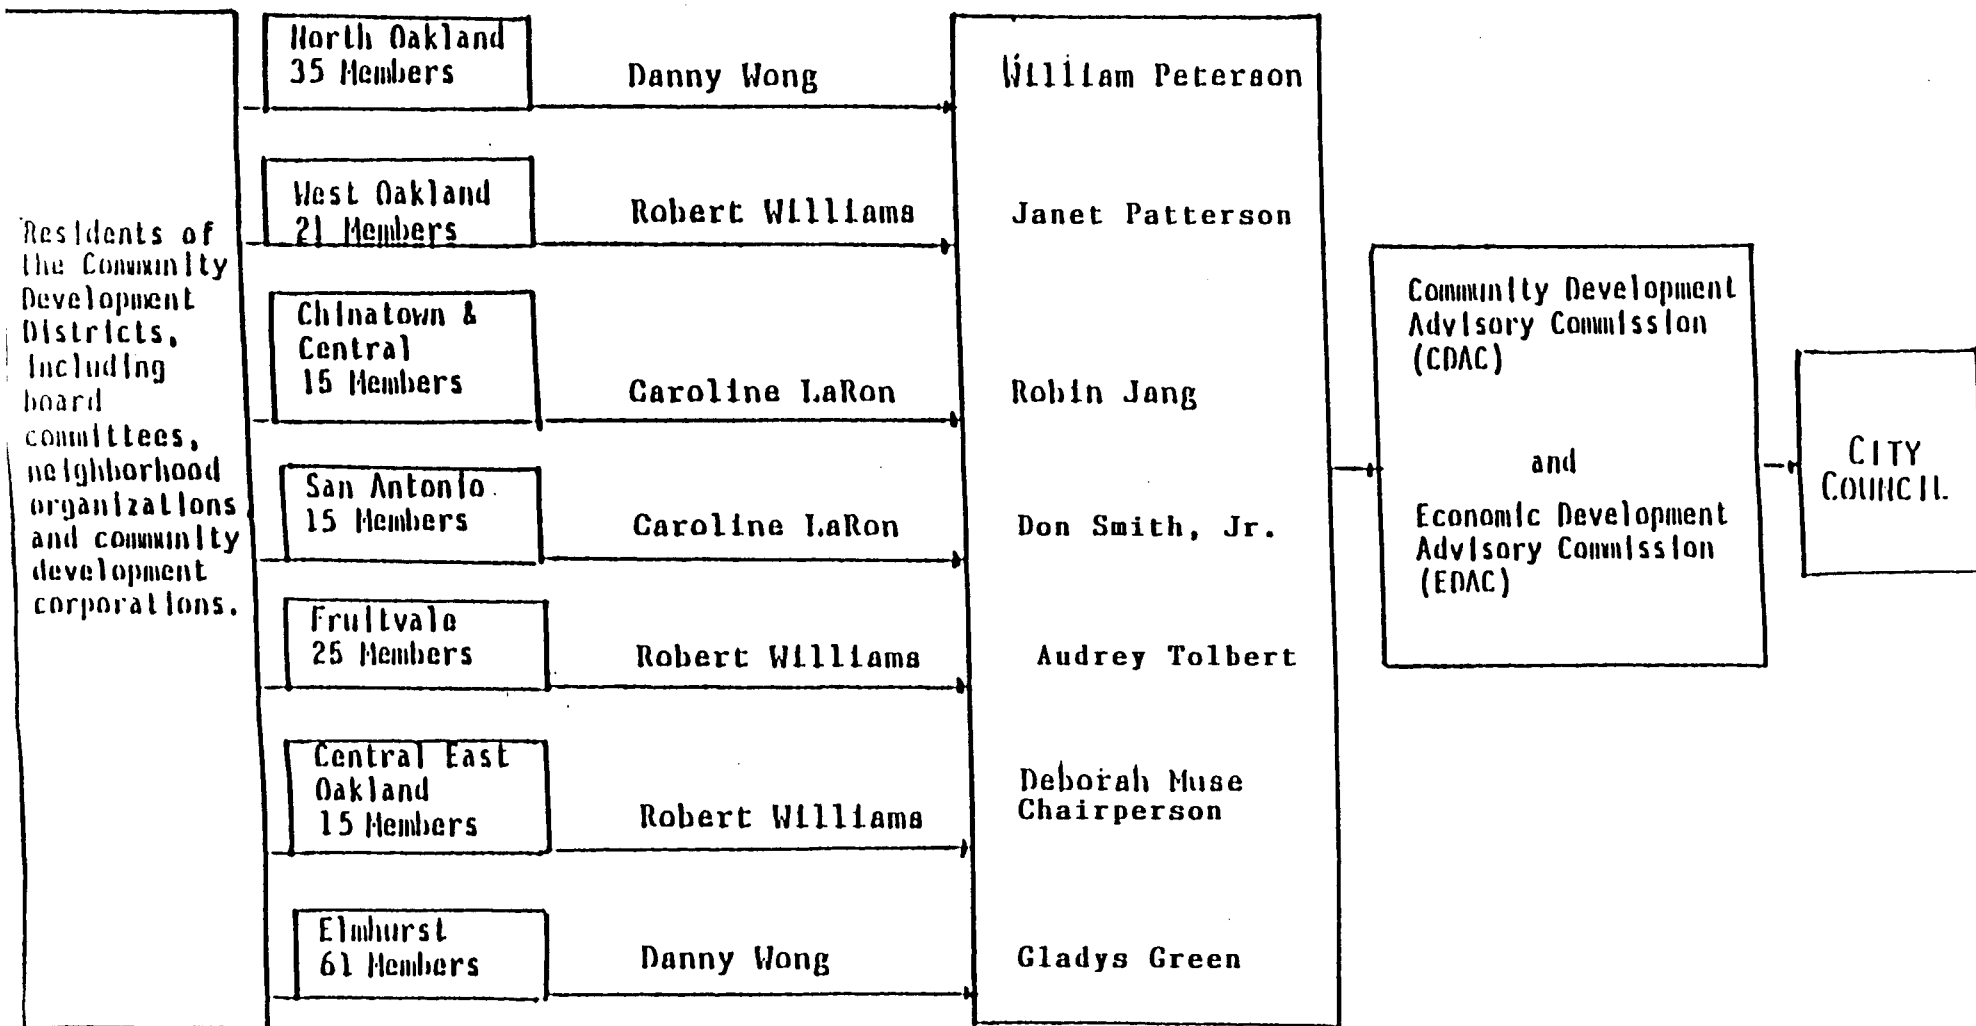 Residents of
the Community
Development
Districts,
including
board
committees,
neighborhood
organizations
and community
development
corporations.
North Oakland
35 Members
Danny Wong
William Peterson
West Oakland
21 Members
Robert Williams
Janet Patterson
Chinatown &
Central
15 Members
Caroline LaRon
Robin Jang
San Antonio
15 Members
Caroline LaRon
Don Smith, Jr.
Fruitvale
25 Members
Robert Williams
Audrey Tolbert
Central East
Oakland
15 Members
Robert Williams
Deborah Muse
Chairperson
Elmhurst
61 Members
Danny Wong
Gladys Green
Community Development
Advisory Commission
(CDAC)
and
Economic Development
Advisory Commission
(EDAC)
CITY
COUNCIL